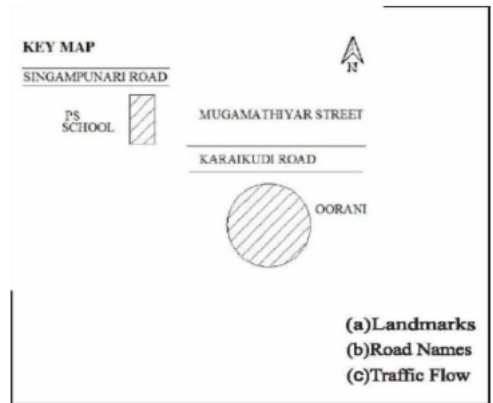 KEY MAP
N
SINGAMPUNARI ROAD
PS
SCHOOL
MUGAMATHIYAR STREET
KARAIKUDI ROAD
OORANI
(a)Landmarks
(b)Road Names
(c)Traffic Flow